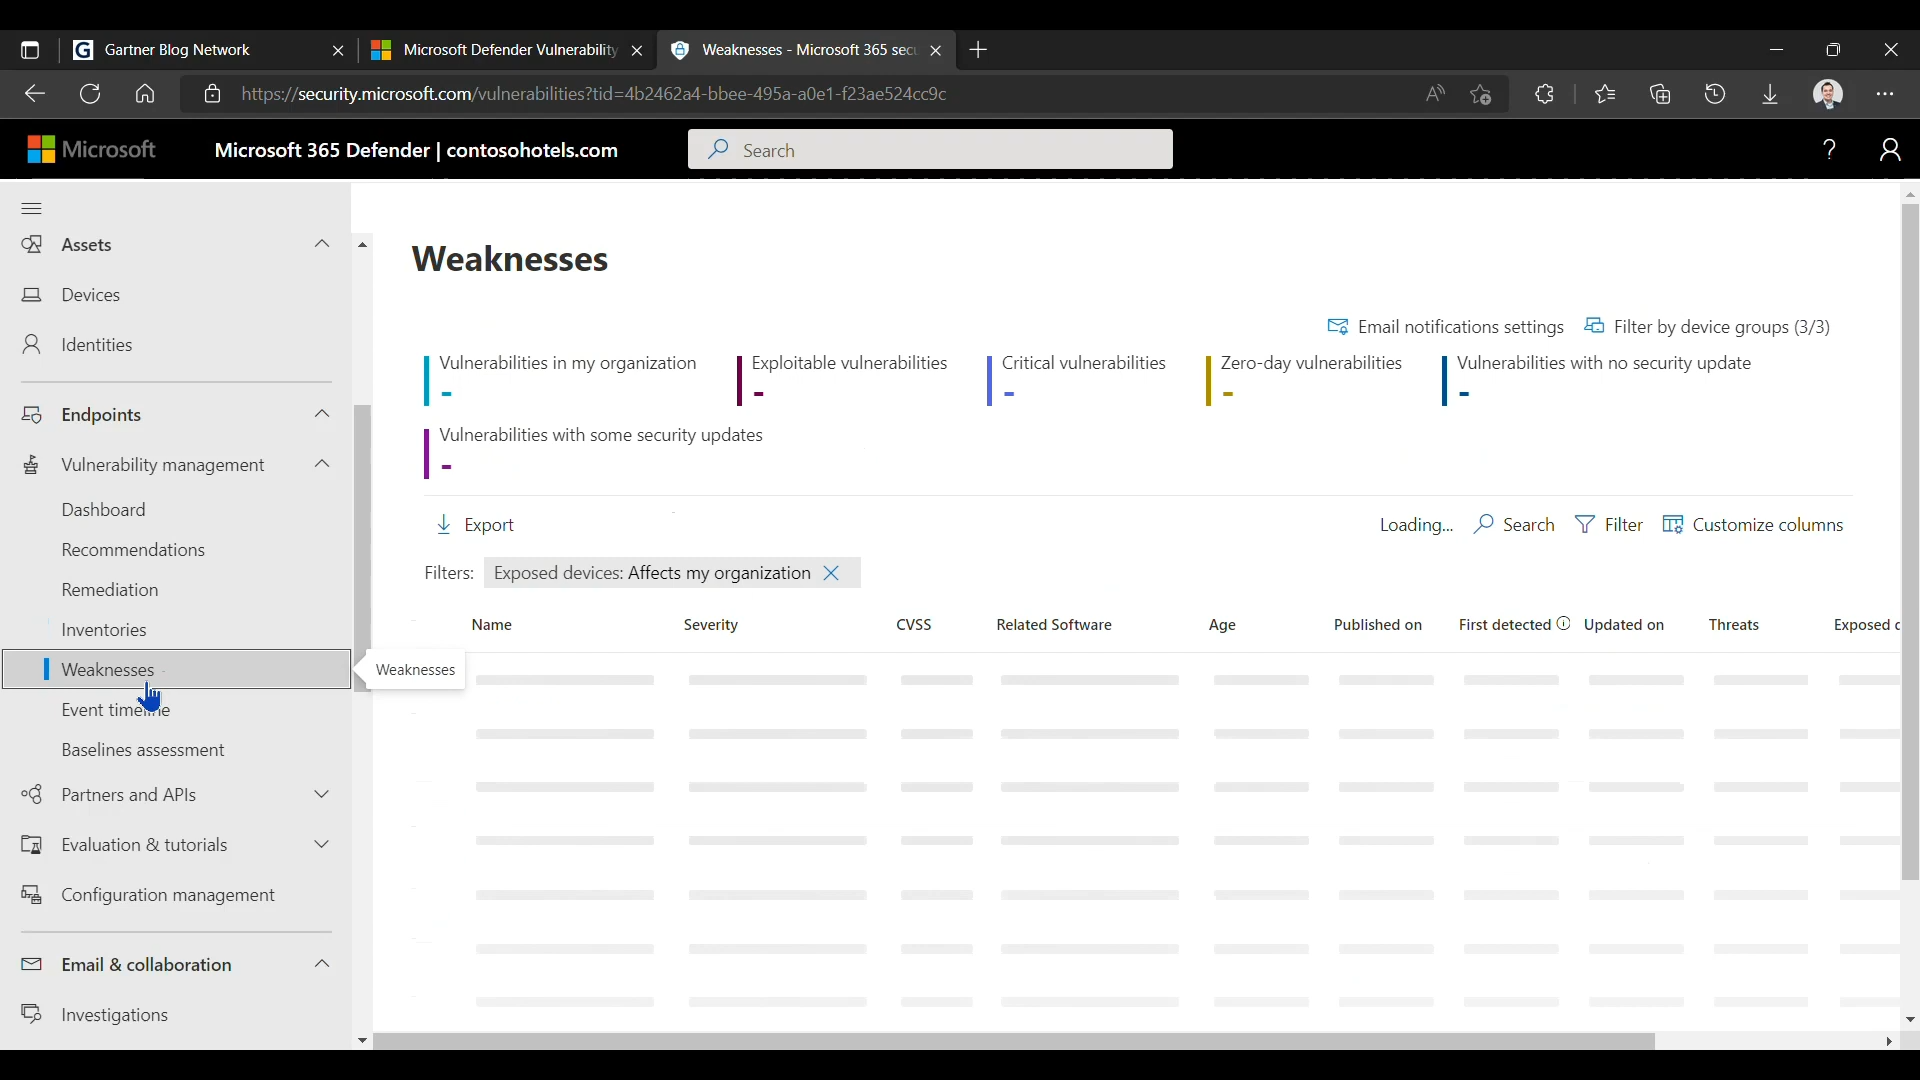 Gartner Blog Network
Microsoft Defender Vulnerability
Weaknesses - Microsoft 365 sec
https://security.microsoft.com/vulnerabilities?tid=4b2462a4-bbee-495a-a0e1-f23ae524cc9c
Microsoft
Microsoft 365 Defender | contosohotels.com
Search
Assets
Devices
Identities
Endpoints
Vulnerability management
Dashboard
Recommendations
Remediation
Inventories
Weaknesses
Event timeline
Baselines assessment
Partners and APIs
Evaluation & tutorials
Configuration management
Email & collaboration
Investigations
Weaknesses
Weaknesses
Email notifications settings Filter by device groups (3/3)
Vulnerabilities in my organization Exploitable vulnerabilities Critical vulnerabilities Zero-day vulnerabilities Vulnerabilities with no security update
- - - - -
Vulnerabilities with some security updates
-
Export Loading... Search Filter Customize columns
Filters: Exposed devices: Affects my organization
Name Severity CVSS Related Software Age Published on First detected Updated on Threats Exposed